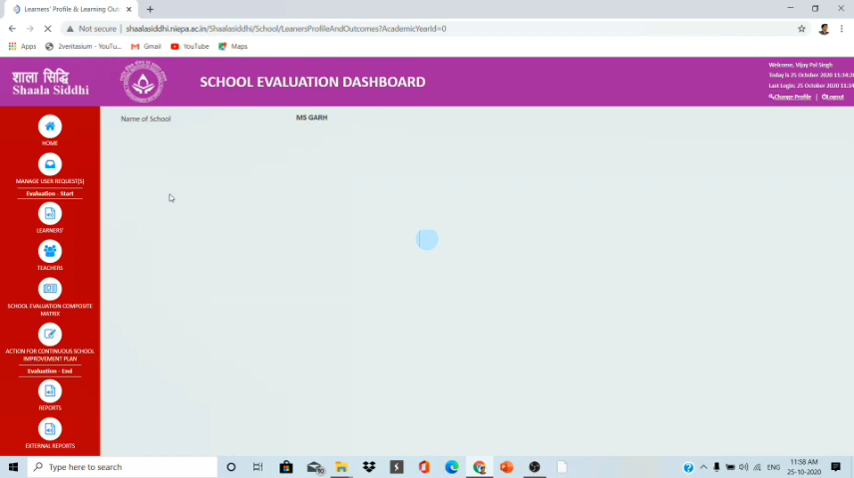 Learners' Profile & Learning Out
Not secure | shaalasiddhi.niepa.ac.in/Shaalasiddhi/School/LeanersProfileAndOutcomes?AcademicYearId=0
Apps 2veritasium - YouTu... Gmail YouTube Maps
शाला सिद्धि
Shaala Siddhi
SCHOOL EVALUATION DASHBOARD
Welcome, Vijay Pal Singh
Today is 25 October 2020
Last Login: 25 October 2020
Change Profile | Logout
Name of School MS GARH
HOME
MANAGE USER REQUEST(S)
Evaluation - Start
LEARNERS'
TEACHERS
SCHOOL EVALUATION COMPOSITE
MATRIX
ACTION FOR CONTINUOUS SCHOOL
IMPROVEMENT PLAN
Evaluation - End
REPORTS
EXTERNAL REPORTS
Type here to search
ENG
11:58 AM
25-10-2020